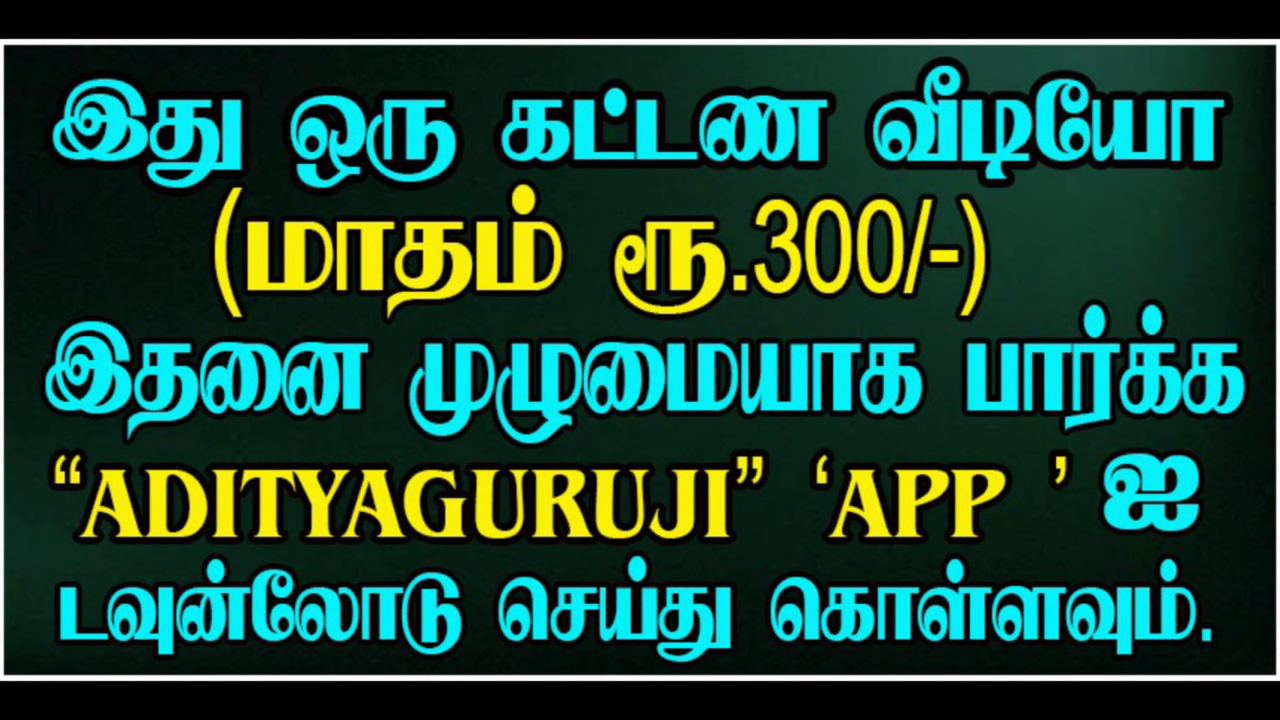 இது ஒரு கட்டண வீடியோ
(மாதம் ரூ.300/-)
இதனை முழுமையாக பார்க்க
“ADITYAGURUJI” ‘APP ’ ஐ
டவுன்லோடு செய்து கொள்ளவும்.